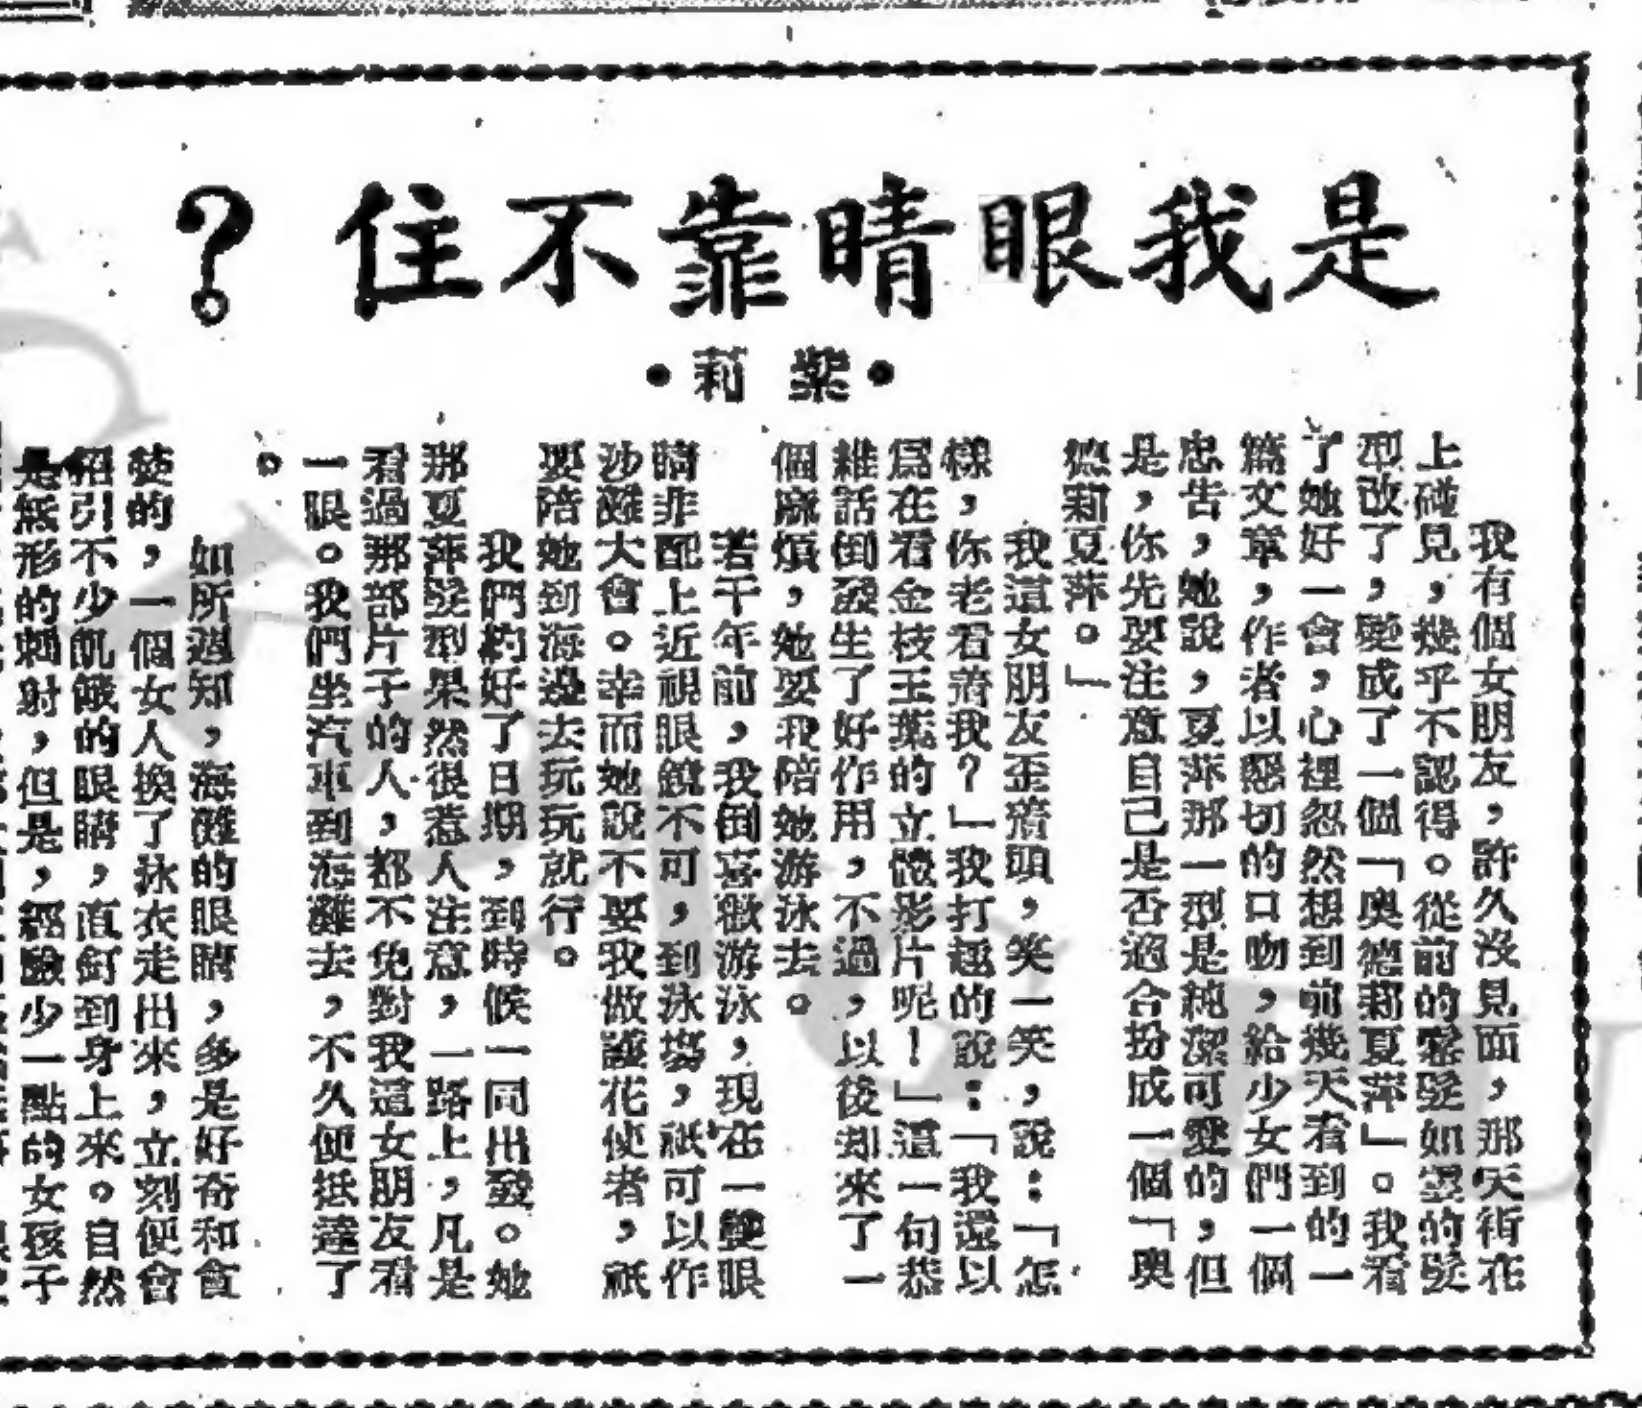 是我眼睛靠不住？
•紫莉•
我有個女朋友，許久沒見面，那天街在
上碰見，幾乎不認得。從前的捲髮如雲的髮
型改了，變成了一個「奧德莉夏萍」。我看
了她好一會，心裡忽然想到前幾天看到的一
篇文章，作者以懇切的口吻，給少女們一個
忠告，她說，夏萍那一型是純潔可愛的，但
是，你先要注意自己是否適合扮成一個「奧
德莉夏萍。」
我這女朋友歪着頭，笑一笑，說：「怎
樣，你老看着我？」我打趣的說：「我還以
爲在看金枝玉葉的立體影片呢！」這一句恭
維話倒發生了好作用，不過，以後却來了一
個麻煩，她要我陪她游泳去。
若干年前，我倒喜歡游泳，現在一雙眼
睛非配上近視眼鏡不可，到泳塲，祇可以作
沙灘大會。幸而她說不要我做護花使者，祇
要陪她到海邊去玩玩就行。
我們約好了日期，到時候一同出發。她
那夏萍髮型果然很惹人注意，一路上，凡是
看過那部片子的人，都不免對我這女朋友看
一眼。我們坐汽車到海灘去，不久便抵達了
。
如所週知，海灘的眼睛，多是好奇和貪
婪的，一個女人換了泳衣走出來，立刻便會
招引不少飢餓的眼睛，直釘到身上來。自然
是無形的刺射，但是，經驗少一點的女孩子